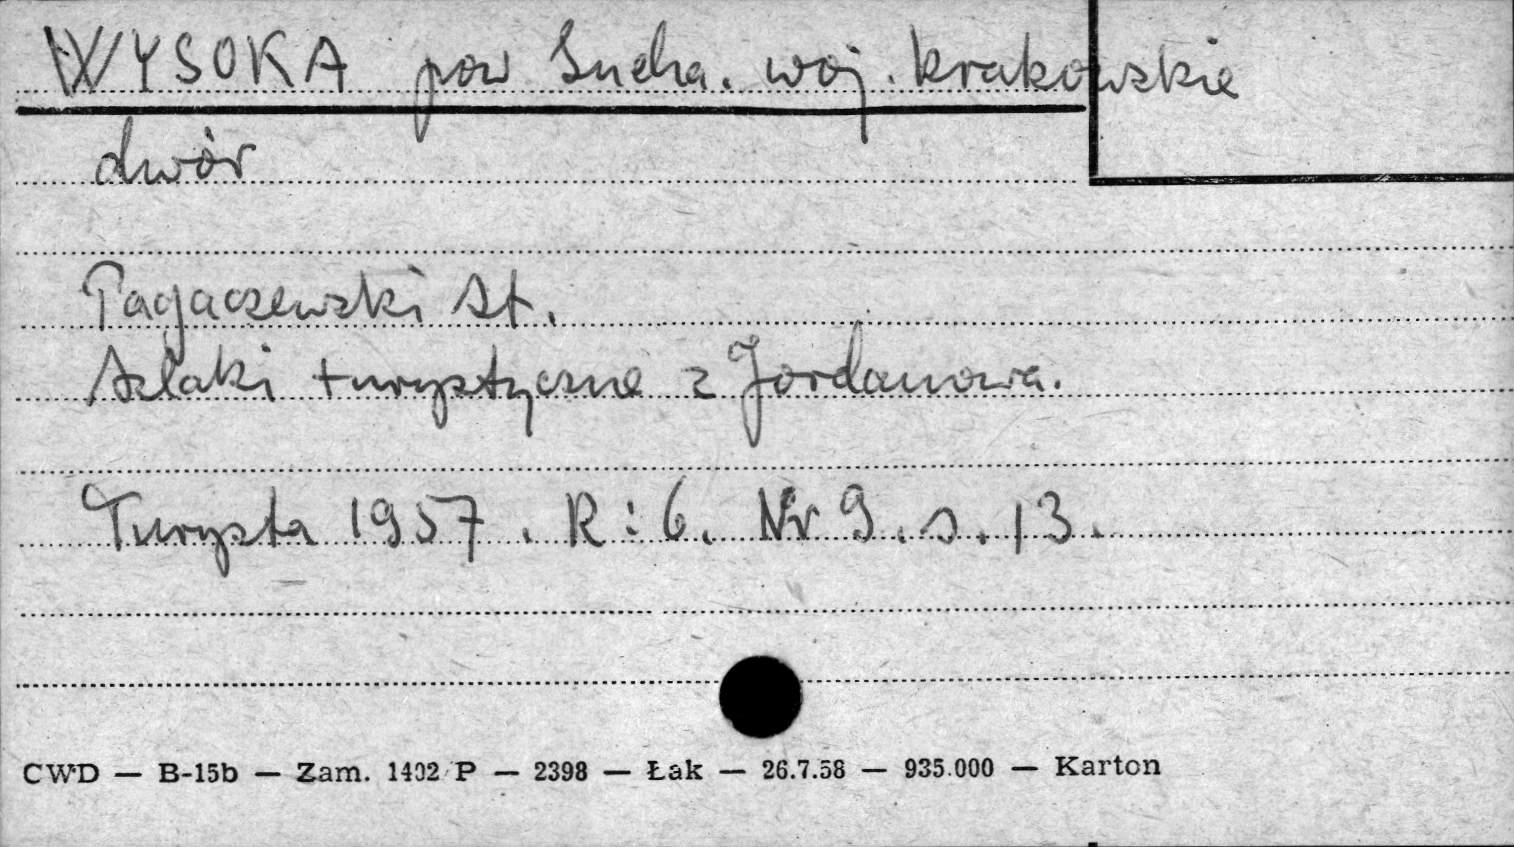 WYSOKA pow Sucha. woj. krakowskie
dwór
Pagaczewski St.
Szlaki turystyczne z Jordanowa.
Turysta 1957. R: 6. Nr 9. s. 13.
CWD — B-15b — Zam. 1402/P — 2398 — Łak — 26.7.58 — 935.000 — Karton